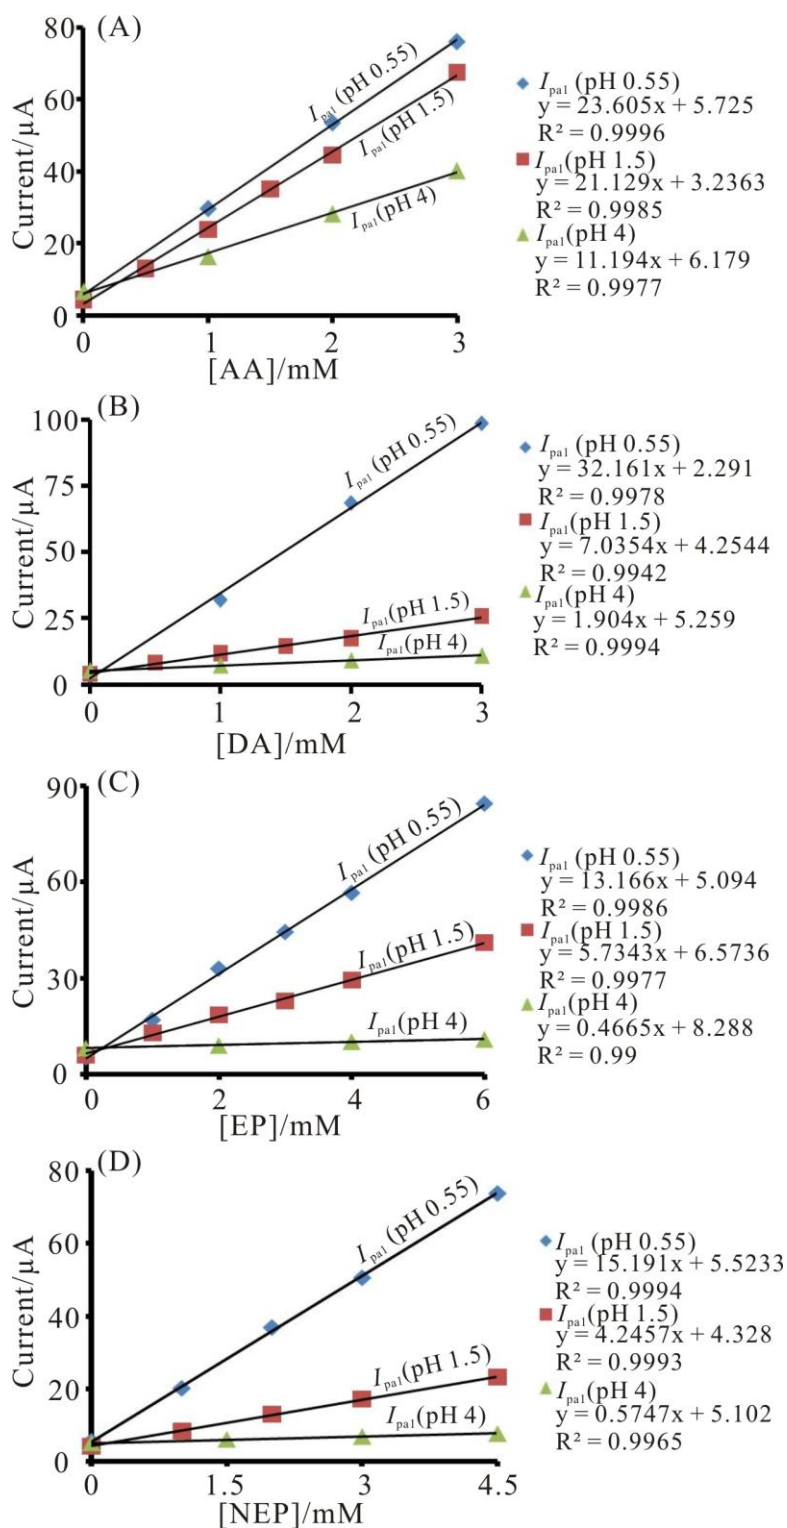 (A)
Current/μA
80
60
40
20
0
0
1
2
3
[AA]/mM
Ipa1 (pH 0.55)
Ipa1(pH 1.5)
Ipa1(pH 4)
Ipa1 (pH 0.55)
y = 23.605x + 5.725
R² = 0.9996
Ipa1(pH 1.5)
y = 21.129x + 3.2363
R² = 0.9985
Ipa1(pH 4)
y = 11.194x + 6.179
R² = 0.9977
(B)
Current/μA
100
75
50
25
0
0
1
2
3
[DA]/mM
Ipa1 (pH 0.55)
Ipa1(pH 1.5)
Ipa1(pH 4)
Ipa1 (pH 0.55)
y = 32.161x + 2.291
R² = 0.9978
Ipa1(pH 1.5)
y = 7.0354x + 4.2544
R² = 0.9942
Ipa1(pH 4)
y = 1.904x + 5.259
R² = 0.9994
(C)
Current/μA
90
60
30
0
0
2
4
6
[EP]/mM
Ipa1 (pH 0.55)
Ipa1(pH 1.5)
Ipa1(pH 4)
Ipa1 (pH 0.55)
y = 13.166x + 5.094
R² = 0.9986
Ipa1(pH 1.5)
y = 5.7343x + 6.5736
R² = 0.9977
Ipa1(pH 4)
y = 0.4665x + 8.288
R² = 0.99
(D)
Current/μA
80
60
40
20
0
0
1.5
3
4.5
[NEP]/mM
Ipa1 (pH 0.55)
Ipa1(pH 1.5)
Ipa1(pH 4)
Ipa1 (pH 0.55)
y = 15.191x + 5.5233
R² = 0.9994
Ipa1(pH 1.5)
y = 4.2457x + 4.328
R² = 0.9993
Ipa1(pH 4)
y = 0.5747x + 5.102
R² = 0.9965